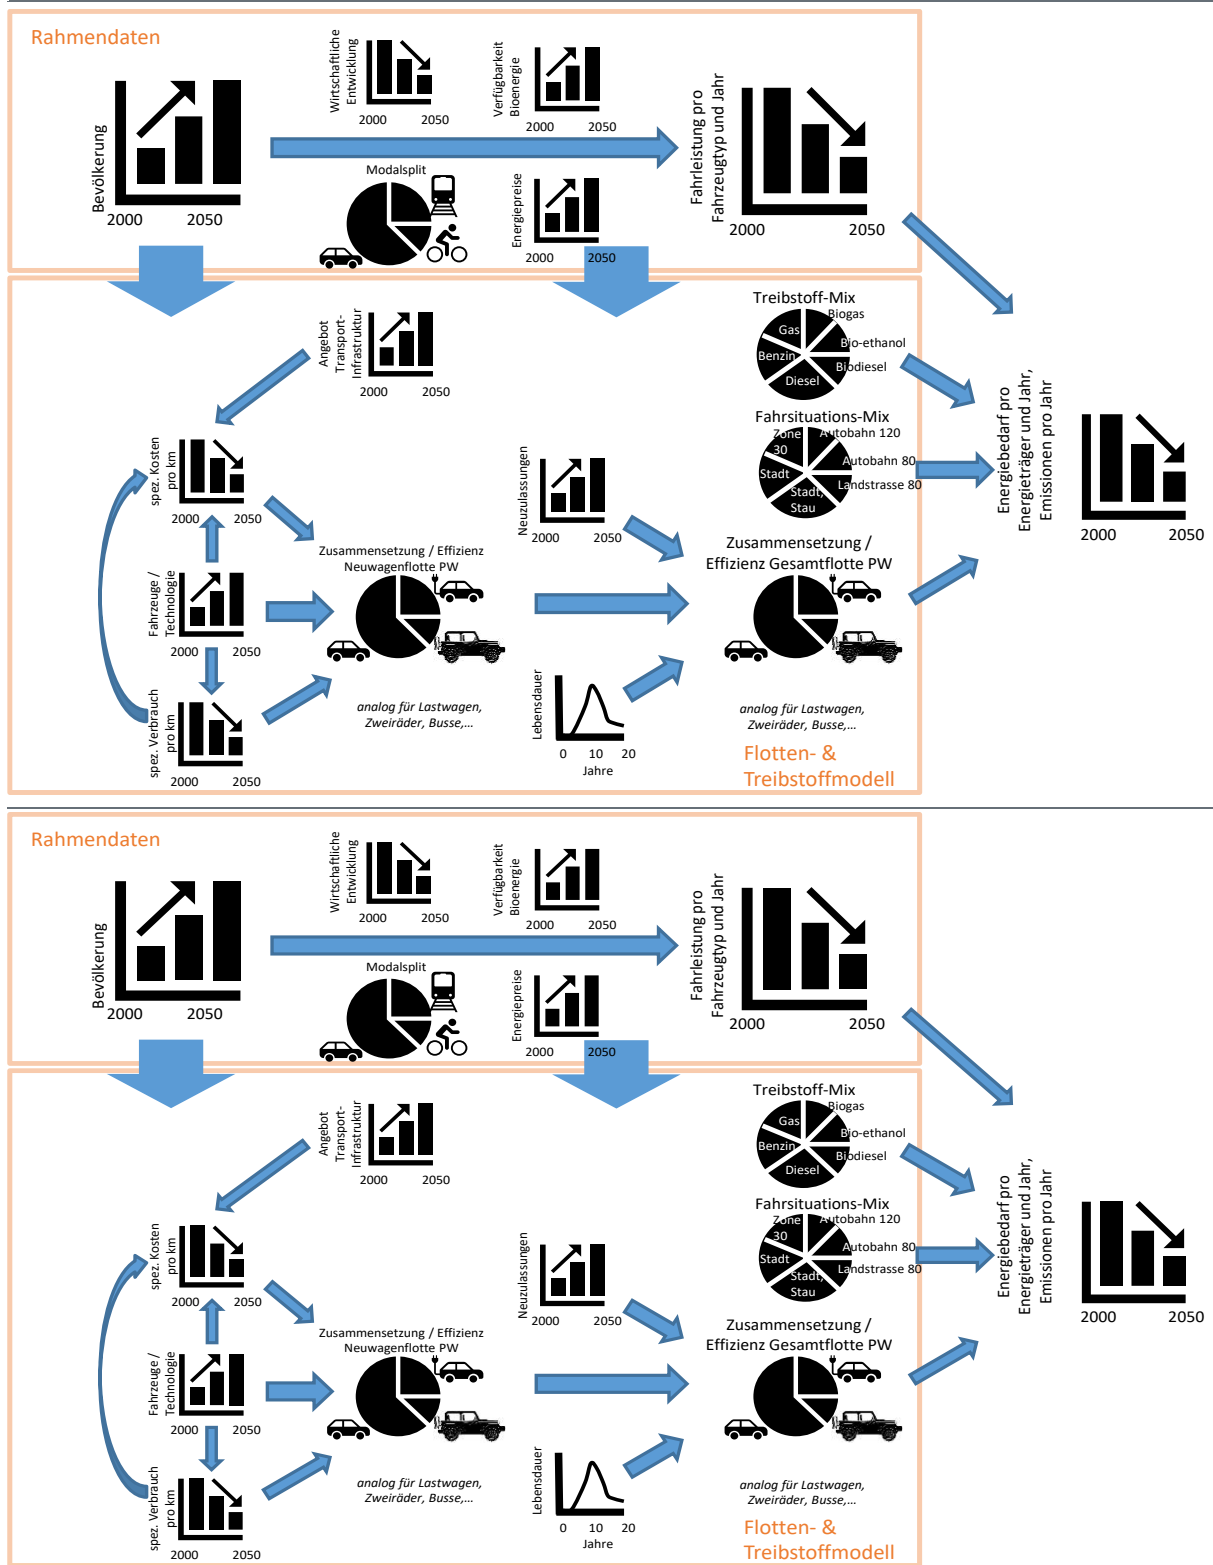 Rahmendaten
Bevölkerung
2000
2050
Wirtschaftliche
Entwicklung
2000
2050
Verfügbarkeit
Bioenergie
2000
2050
Modalsplit
Energiepreise
2000
2050
Fahrleistung pro
Fahrzeugtyp und Jahr
2000
2050
Angebot
Transport-
Infrastruktur
2000
2050
Treibstoff-Mix
Biogas
Gas
Bio-ethanol
Benzin
Biodiesel
Diesel
Fahrsituations-Mix
Zone
30
Autobahn 120
Autobahn 80
Stadt
Landstrasse 80
Stadt,
Stau
Energiebedarf pro
Energieträger und Jahr,
Emissionen pro Jahr
2000
2050
spez. Kosten
pro km
2000
2050
Neuzulassungen
2000
2050
Zusammensetzung / Effizienz
Neuwagenflotte PW
Zusammensetzung /
Effizienz Gesamtflotte PW
Fahrzeuge /
Technologie
2000
2050
spez. Verbrauch
pro km
2000
2050
analog für Lastwagen,
Zweiräder, Busse,...
Lebensdauer
0
10
20
Jahre
analog für Lastwagen,
Zweiräder, Busse,...
Flotten- &
Treibstoffmodell
Rahmendaten
Bevölkerung
2000
2050
Wirtschaftliche
Entwicklung
2000
2050
Verfügbarkeit
Bioenergie
2000
2050
Modalsplit
Energiepreise
2000
2050
Fahrleistung pro
Fahrzeugtyp und Jahr
2000
2050
Angebot
Transport-
Infrastruktur
2000
2050
Treibstoff-Mix
Biogas
Gas
Bio-ethanol
Benzin
Biodiesel
Diesel
Fahrsituations-Mix
Zone
30
Autobahn 120
Autobahn 80
Stadt
Landstrasse 80
Stadt,
Stau
Energiebedarf pro
Energieträger und Jahr,
Emissionen pro Jahr
2000
2050
spez. Kosten
pro km
2000
2050
Neuzulassungen
2000
2050
Zusammensetzung / Effizienz
Neuwagenflotte PW
Zusammensetzung /
Effizienz Gesamtflotte PW
Fahrzeuge /
Technologie
2000
2050
spez. Verbrauch
pro km
2000
2050
analog für Lastwagen,
Zweiräder, Busse,...
Lebensdauer
0
10
20
Jahre
analog für Lastwagen,
Zweiräder, Busse,...
Flotten- &
Treibstoffmodell